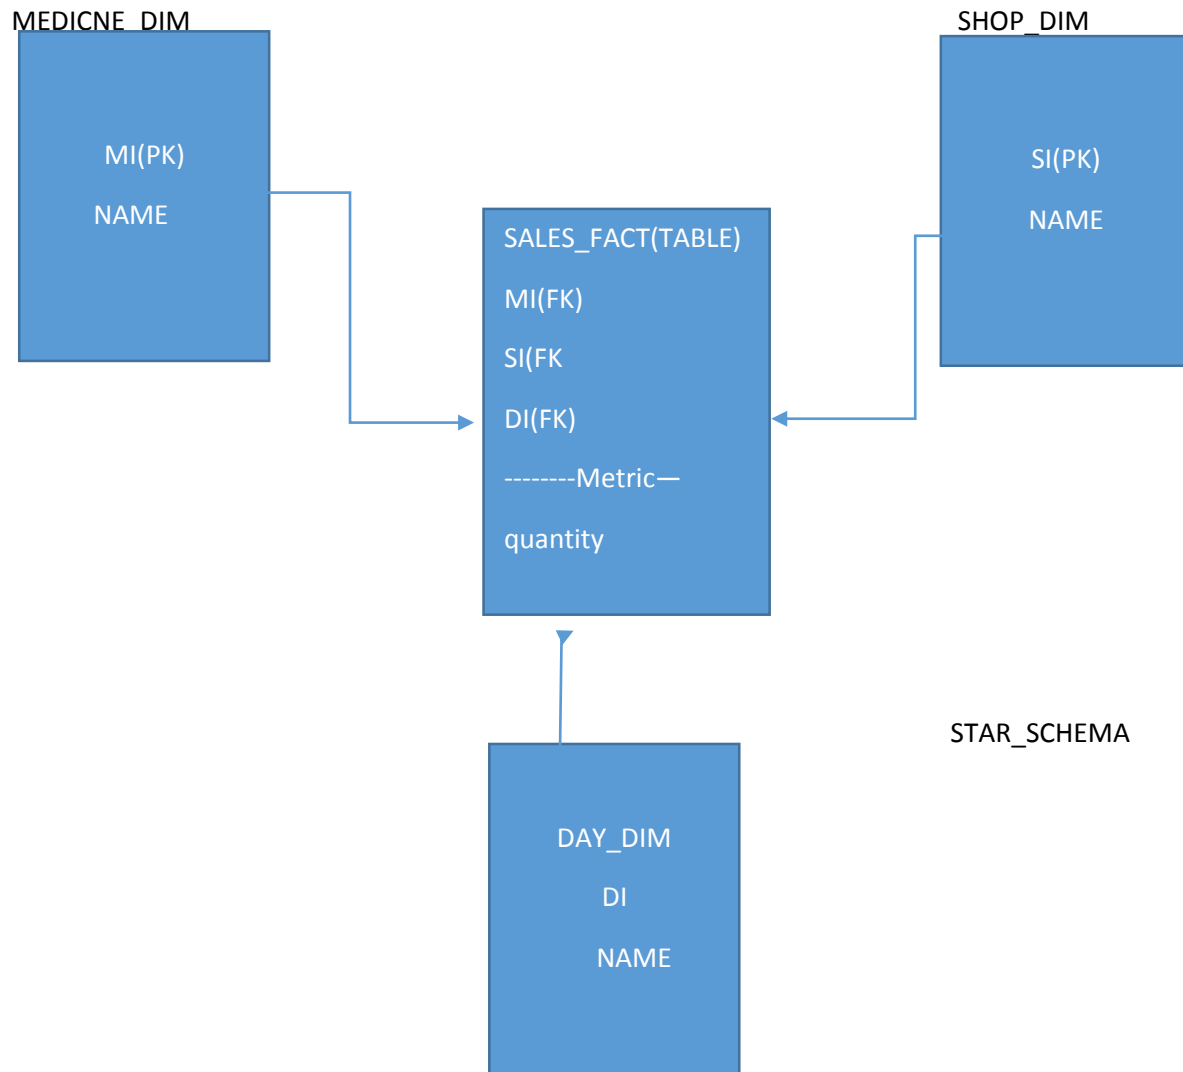 MEDICNE_DIM
SHOP_DIM
MI(PK)
NAME
SI(PK)
NAME
SALES_FACT(TABLE)
MI(FK)
SI(FK
DI(FK)
--------Metric—
quantity
STAR_SCHEMA
DAY_DIM
DI
NAME